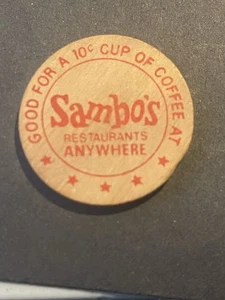 GOOD FOR A 10¢ CUP OF COFFEE AT
Sambo's
RESTAURANTS
ANYWHERE